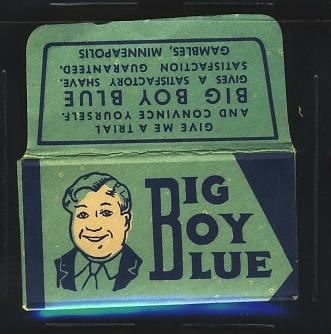 GIVE ME A TRIAL
AND CONVINCE YOURSELF.
BIG BOY BLUE
GIVES A SATISFACTORY SHAVE.
SATISFACTION GUARANTEED.
GAMBLES, MINNEAPOLIS
BIG
BOY
BLUE